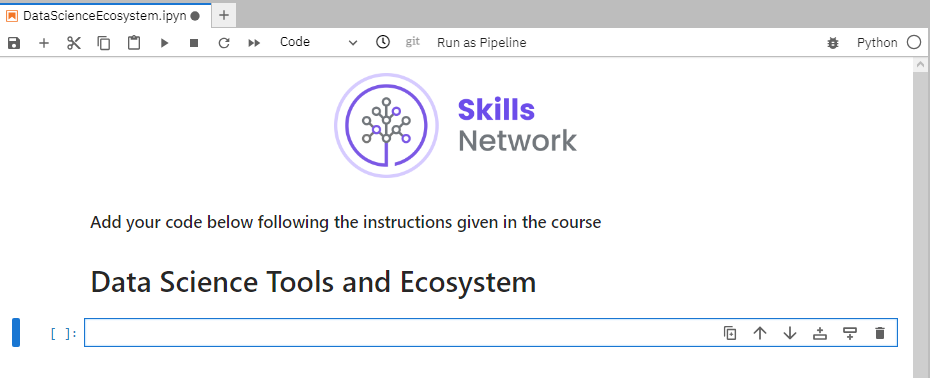 DataScienceEcosystem.ipyn
Code git Run as Pipeline Python
Skills
Network
Add your code below following the instructions given in the course
Data Science Tools and Ecosystem
[ ]: